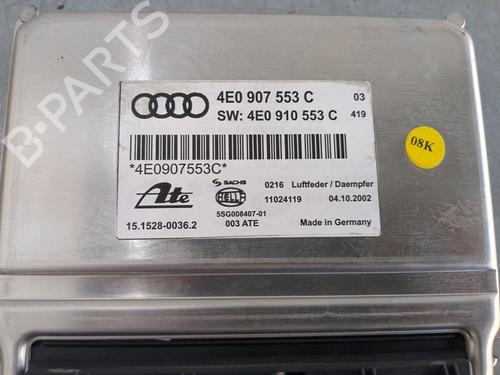 B-PARTS
4E0 907 553 C 03
SW: 4E0 910 553 C 419
*4E0907553C*
Ate
SACHS
HELLA
0216 Luftfeder / Daempfer
11024119 04.10.2002
5SG008407-01
15.1528-0036.2 003 ATE Made in Germany
08K